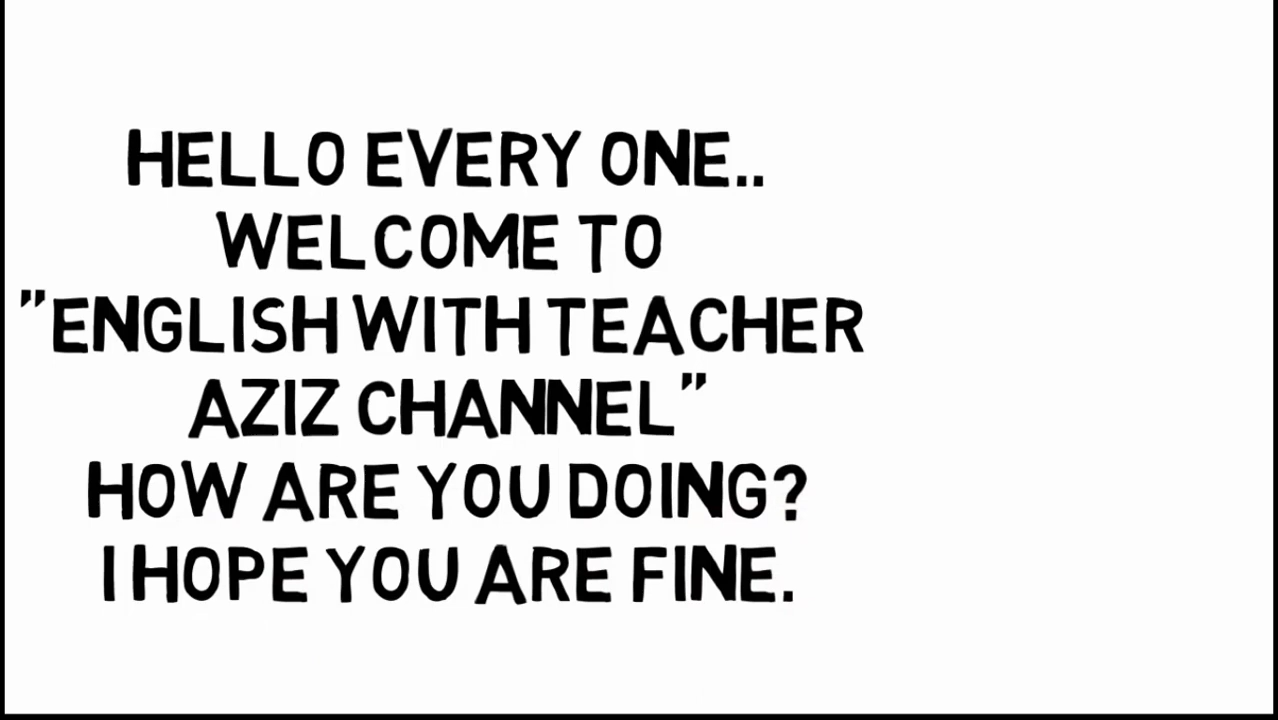 HELLO EVERY ONE..
WELCOME TO
"ENGLISH WITH TEACHER
AZIZ CHANNEL"
HOW ARE YOU DOING?
I HOPE YOU ARE FINE.